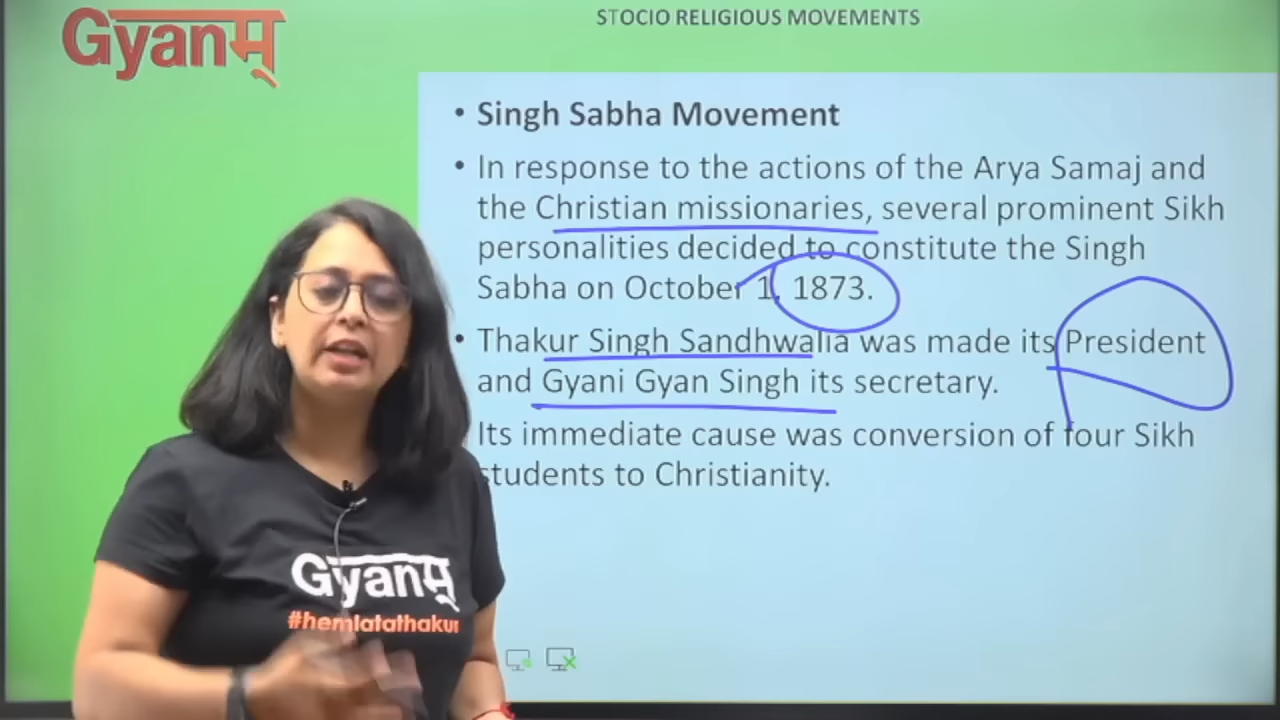 Gyanम्
STOCIO RELIGIOUS MOVEMENTS
• Singh Sabha Movement
• In response to the actions of the Arya Samaj and
the Christian missionaries, several prominent Sikh
personalities decided to constitute the Singh
Sabha on October 1, 1873.
• Thakur Singh Sandhwalia was made its President
and Gyani Gyan Singh its secretary.
Its immediate cause was conversion of four Sikh
students to Christianity.
Gyanम्
#hemlatathakur